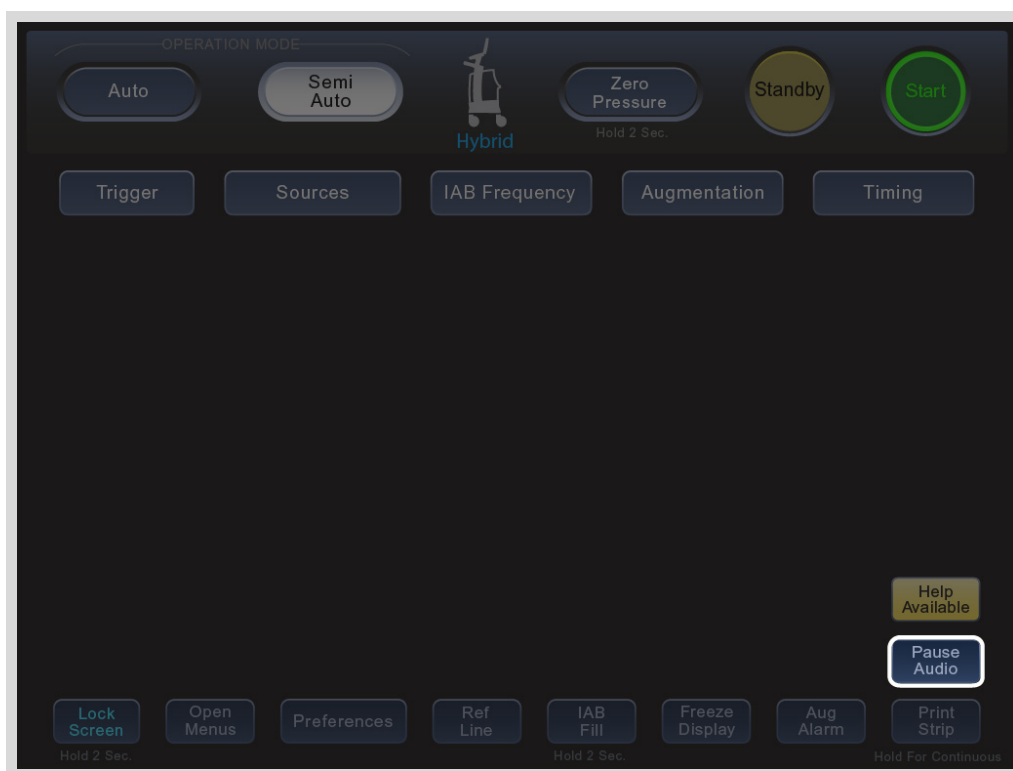 OPERATION MODE
Auto
Semi
Auto
Hybrid
Zero
Pressure
Hold 2 Sec.
Standby
Start
Trigger
Sources
IAB Frequency
Augmentation
Timing
Help
Available
Pause
Audio
Lock
Screen
Hold 2 Sec.
Open
Menus
Preferences
Ref
Line
IAB
Fill
Hold 2 Sec.
Freeze
Display
Aug
Alarm
Print
Strip
Hold For Continuous